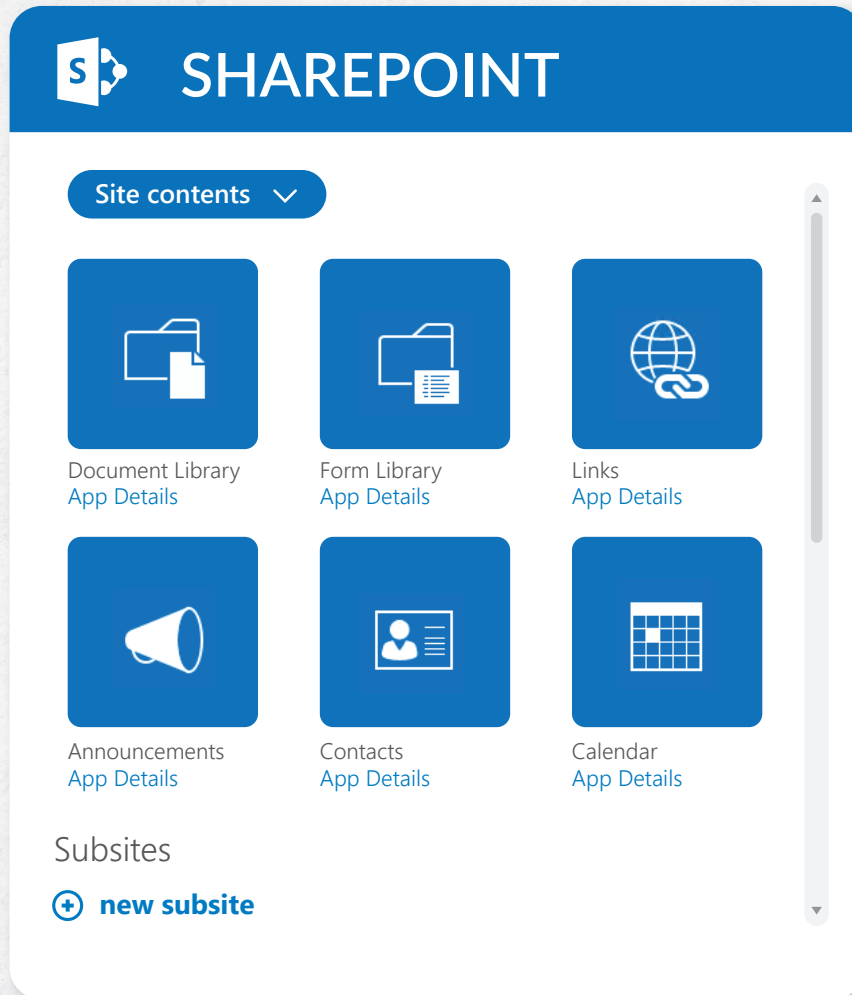 S SHAREPOINT
Site contents
Document Library Form Library Links
App Details App Details App Details
Announcements Contacts Calendar
App Details App Details App Details
Subsites
new subsite